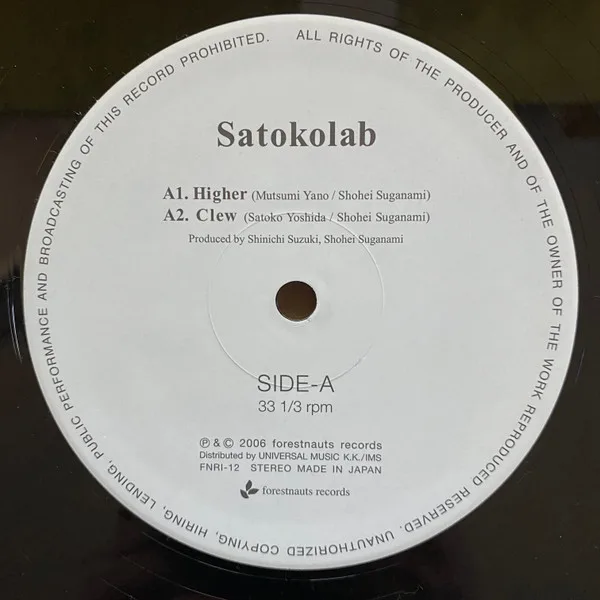 Satokolab
A1. Higher (Mutsumi Yano / Shohei Suganami)
A2. Clew (Satoko Yoshida / Shohei Suganami)
Produced by Shinichi Suzuki, Shohei Suganami
SIDE-A
33 1/3 rpm
℗ & © 2006 forestnauts records
Distributed by UNIVERSAL MUSIC K.K./IMS
FNRI-12 STEREO MADE IN JAPAN
forestnauts records
ALL RIGHTS OF THE PRODUCER AND OF THE OWNER OF THE WORK REPRODUCED RESERVED. UNAUTHORIZED COPYING, HIRING, LENDING, PUBLIC PERFORMANCE AND BROADCASTING OF THIS RECORD PROHIBITED.